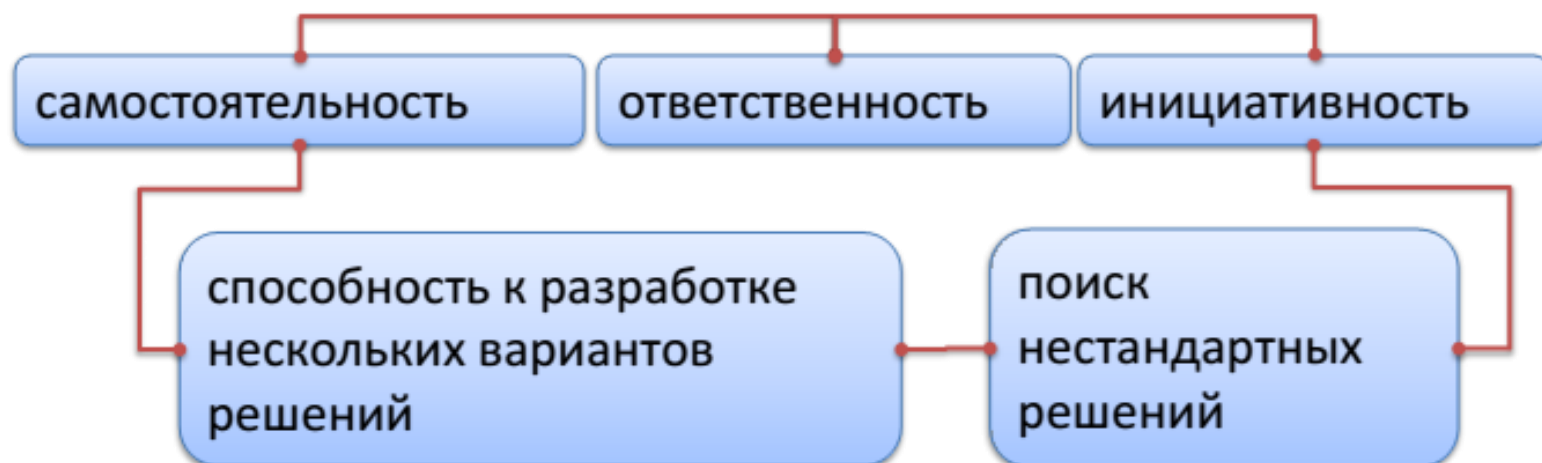 самостоятельность
ответственность
инициативность
способность к разработке
нескольких вариантов
решений
поиск
нестандартных
решений